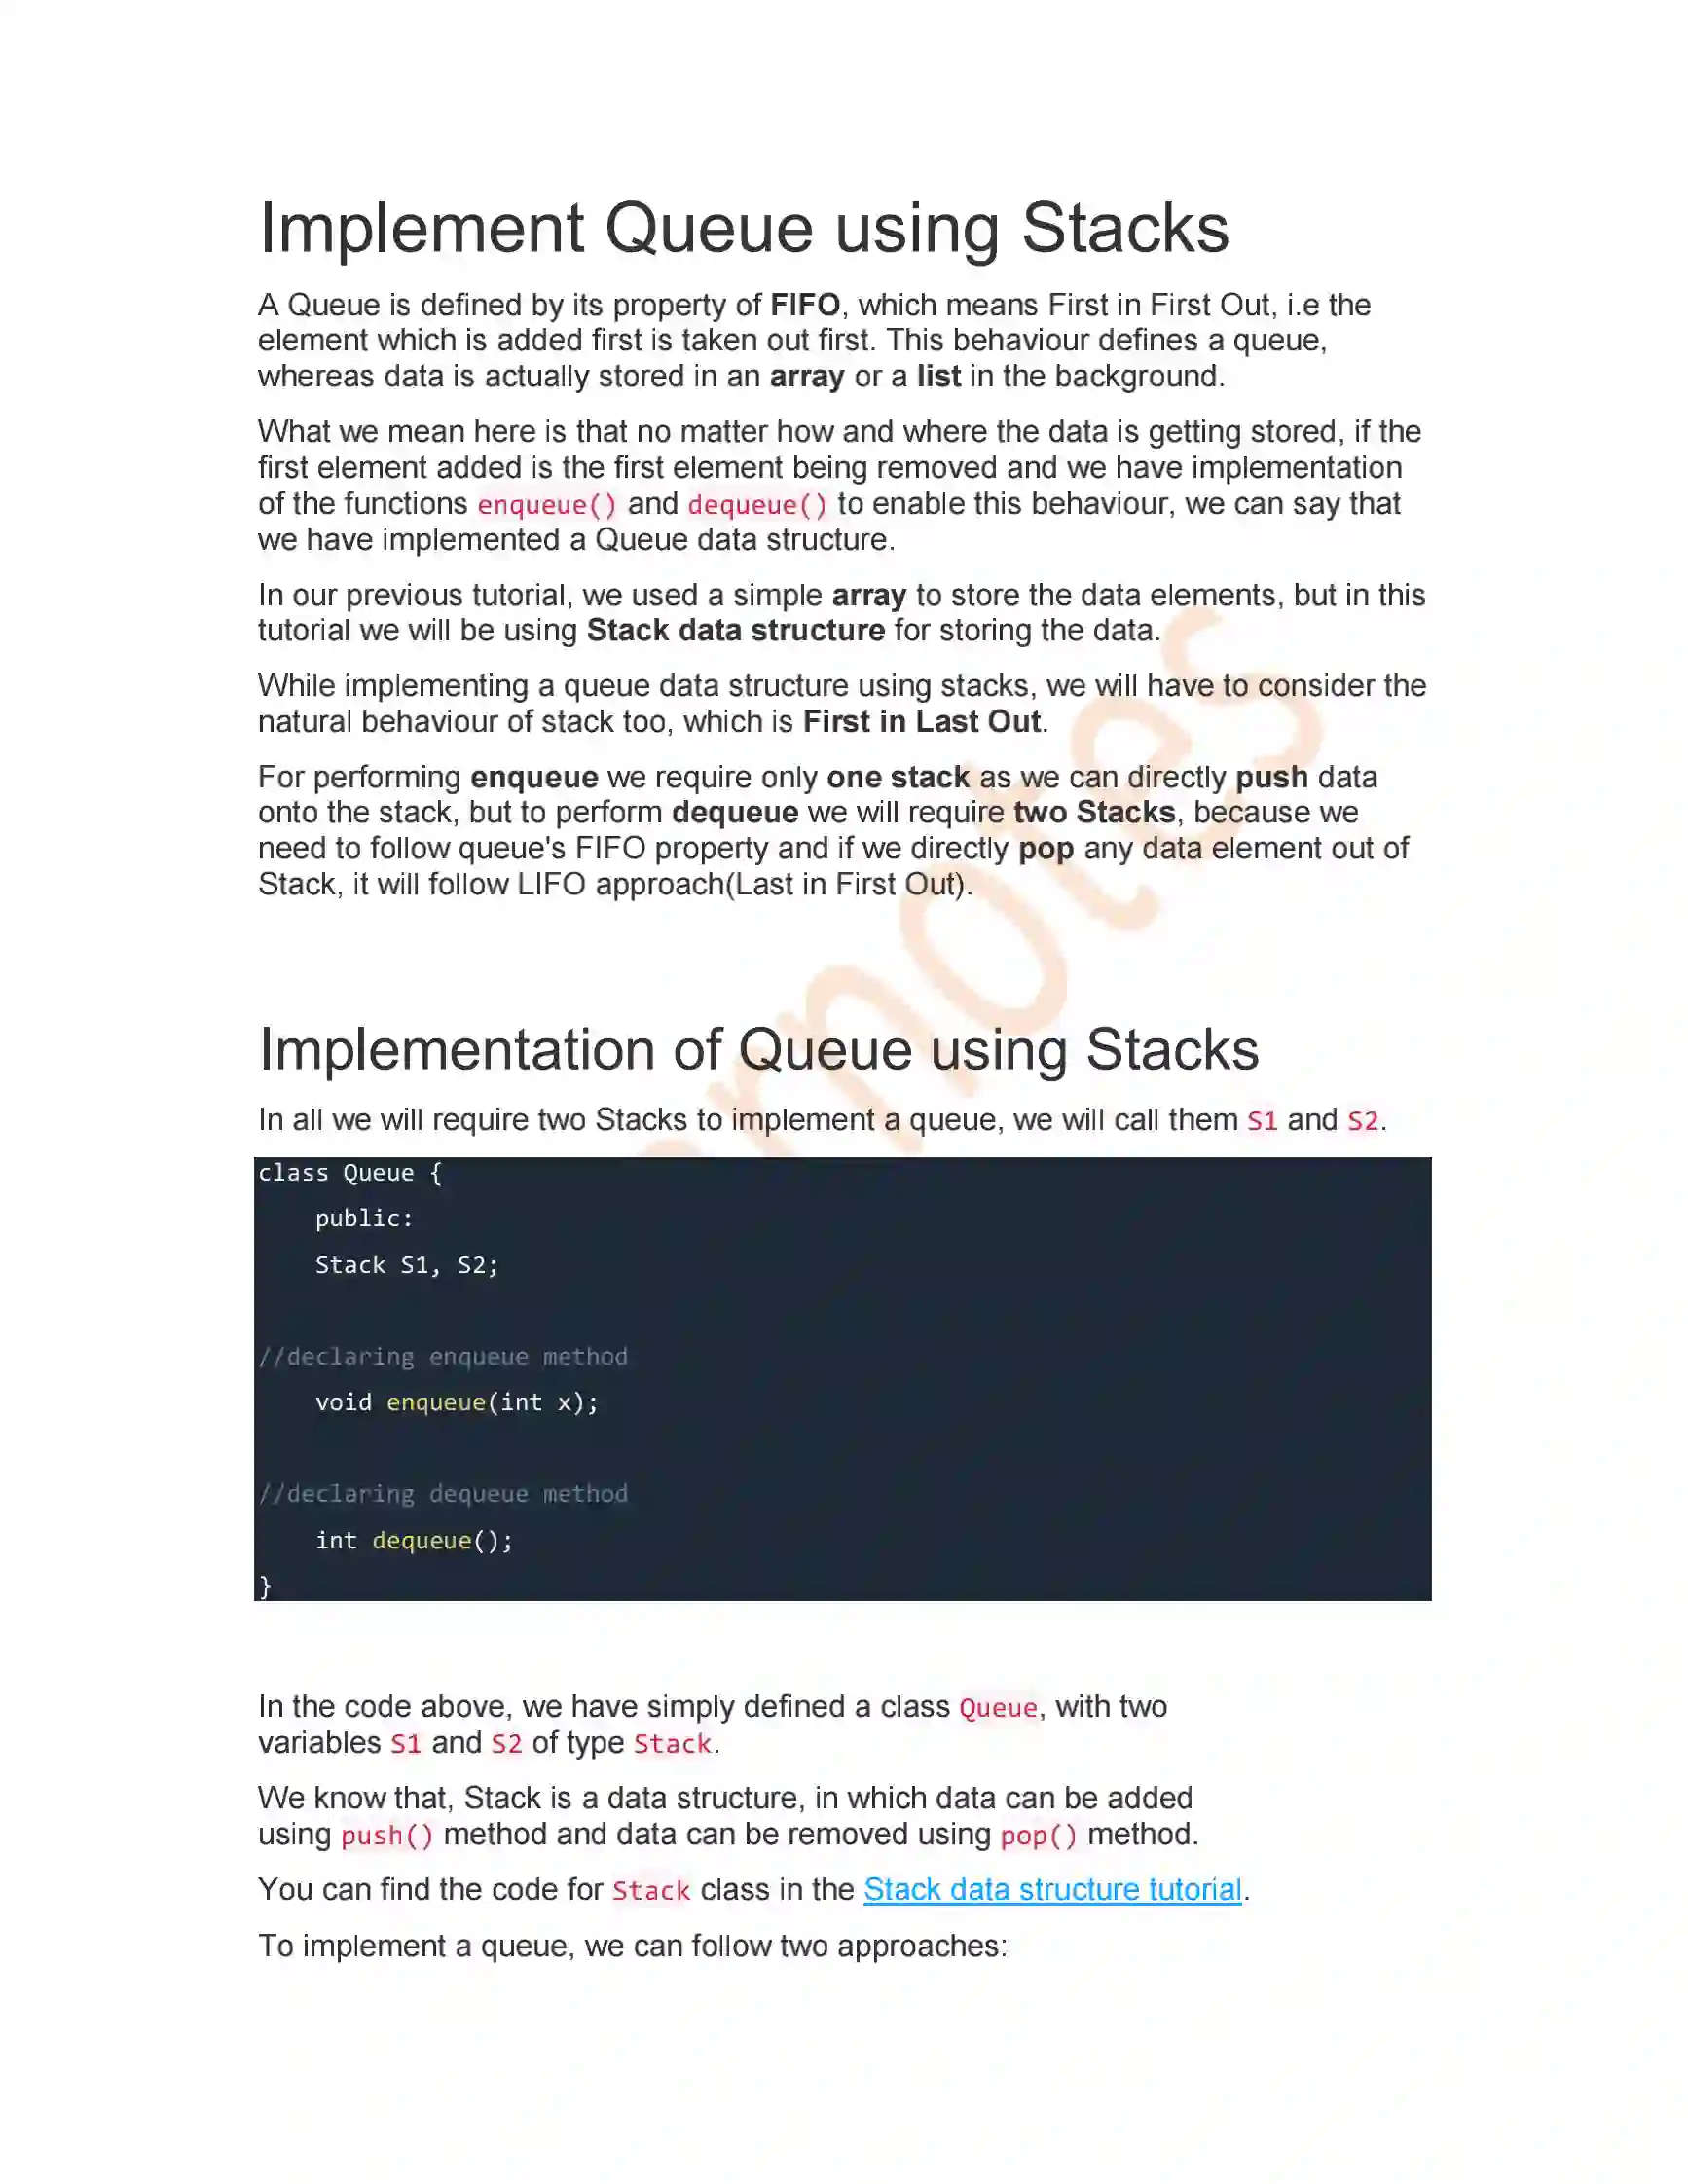 Implement Queue using Stacks
A Queue is defined by its property of FIFO, which means First in First Out, i.e the
element which is added first is taken out first. This behaviour defines a queue,
whereas data is actually stored in an array or a list in the background.
What we mean here is that no matter how and where the data is getting stored, if the
first element added is the first element being removed and we have implementation
of the functions enqueue() and dequeue() to enable this behaviour, we can say that
we have implemented a Queue data structure.
In our previous tutorial, we used a simple array to store the data elements, but in this
tutorial we will be using Stack data structure for storing the data.
While implementing a queue data structure using stacks, we will have to consider the
natural behaviour of stack too, which is First in Last Out.
For performing enqueue we require only one stack as we can directly push data
onto the stack, but to perform dequeue we will require two Stacks, because we
need to follow queue's FIFO property and if we directly pop any data element out of
Stack, it will follow LIFO approach(Last in First Out).
Implementation of Queue using Stacks
In all we will require two Stacks to implement a queue, we will call them S1 and S2.
class Queue {
public:
Stack S1, S2;
//declaring enqueue method
void enqueue(int x);
//declaring dequeue method
int dequeue();
}
In the code above, we have simply defined a class Queue, with two
variables S1 and S2 of type Stack.
We know that, Stack is a data structure, in which data can be added
using push() method and data can be removed using pop() method.
You can find the code for Stack class in the Stack data structure tutorial.
To implement a queue, we can follow two approaches: